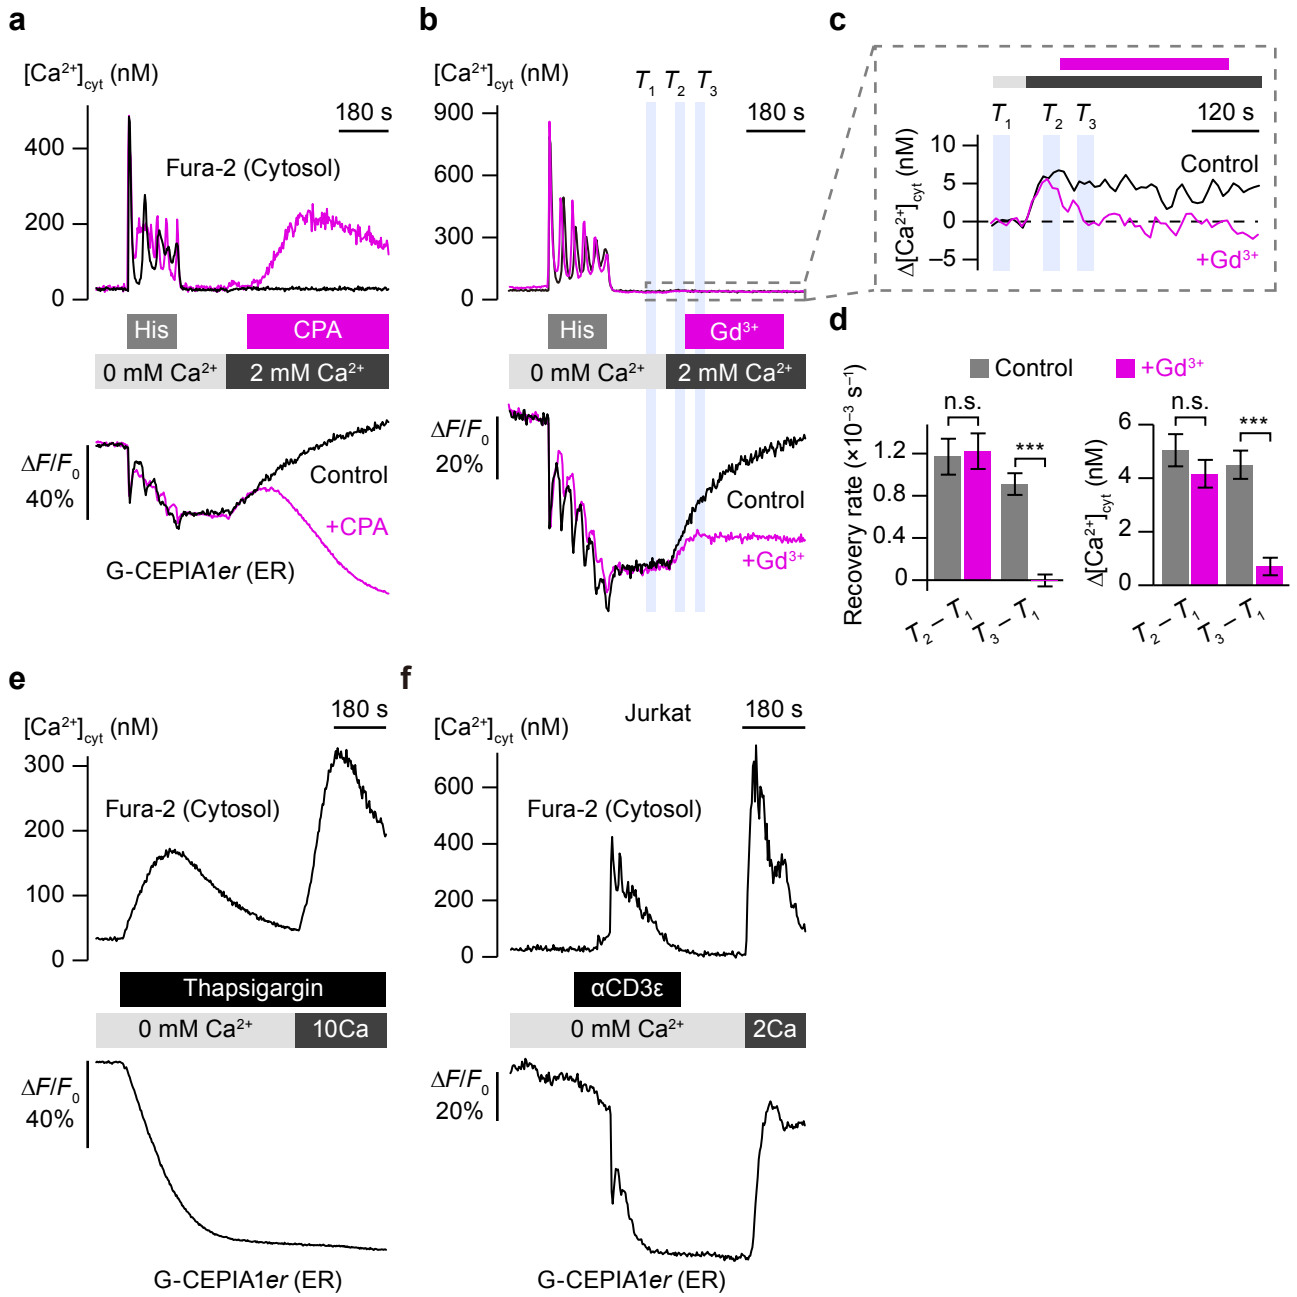 a
[Ca²⁺]cyt (nM)
180 s
400
200
0
Fura-2 (Cytosol)
His
CPA
0 mM Ca²⁺
2 mM Ca²⁺
ΔF/F₀
40%
Control
+CPA
G-CEPIA1er (ER)
b
[Ca²⁺]cyt (nM)
T₁
T₂
T₃
180 s
900
600
300
0
His
Gd³⁺
0 mM Ca²⁺
2 mM Ca²⁺
ΔF/F₀
20%
Control
+Gd³⁺
c
T₁
T₂
T₃
120 s
Δ[Ca²⁺]cyt (nM)
10
5
0
−5
Control
+Gd³⁺
d
Control
+Gd³⁺
Recovery rate (×10⁻³ s⁻¹)
1.2
0.8
0.4
0
n.s.
***
T₂ – T₁
T₃ – T₁
Δ[Ca²⁺]cyt (nM)
6
4
2
0
n.s.
***
T₂ – T₁
T₃ – T₁
e
[Ca²⁺]cyt (nM)
180 s
300
200
100
0
Fura-2 (Cytosol)
Thapsigargin
0 mM Ca²⁺
10Ca
ΔF/F₀
40%
G-CEPIA1er (ER)
f
[Ca²⁺]cyt (nM)
Jurkat
180 s
600
400
200
0
Fura-2 (Cytosol)
αCD3ε
0 mM Ca²⁺
2Ca
ΔF/F₀
20%
G-CEPIA1er (ER)